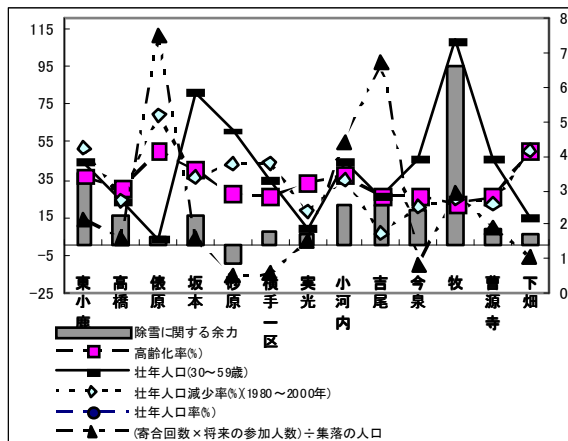 115
95
75
55
35
15
−5
−25
8
7
6
5
4
3
2
1
0
東小鹿
高橋
俵原
坂本
砂原
横手一区
実光
小河内
吉尾
今泉
牧
曹源寺
下畑
除雪に関する余力
高齢化率(%)
壮年人口(30～59歳)
壮年人口減少率(%)(1980～2000年)
壮年人口率(%)
(寄合回数×将来の参加人数)÷集落の人口